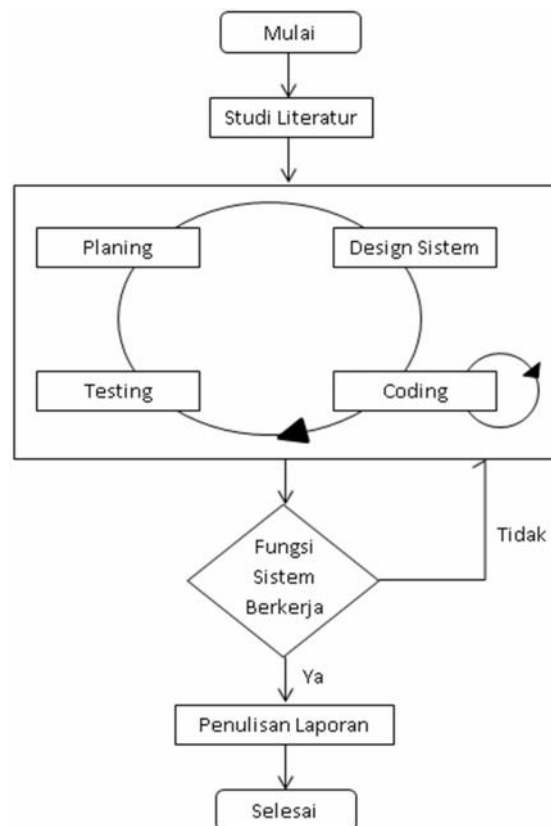 Mulai
Studi Literatur
Planing
Design Sistem
Testing
Coding
Fungsi
Sistem
Berkerja
Tidak
Ya
Penulisan Laporan
Selesai